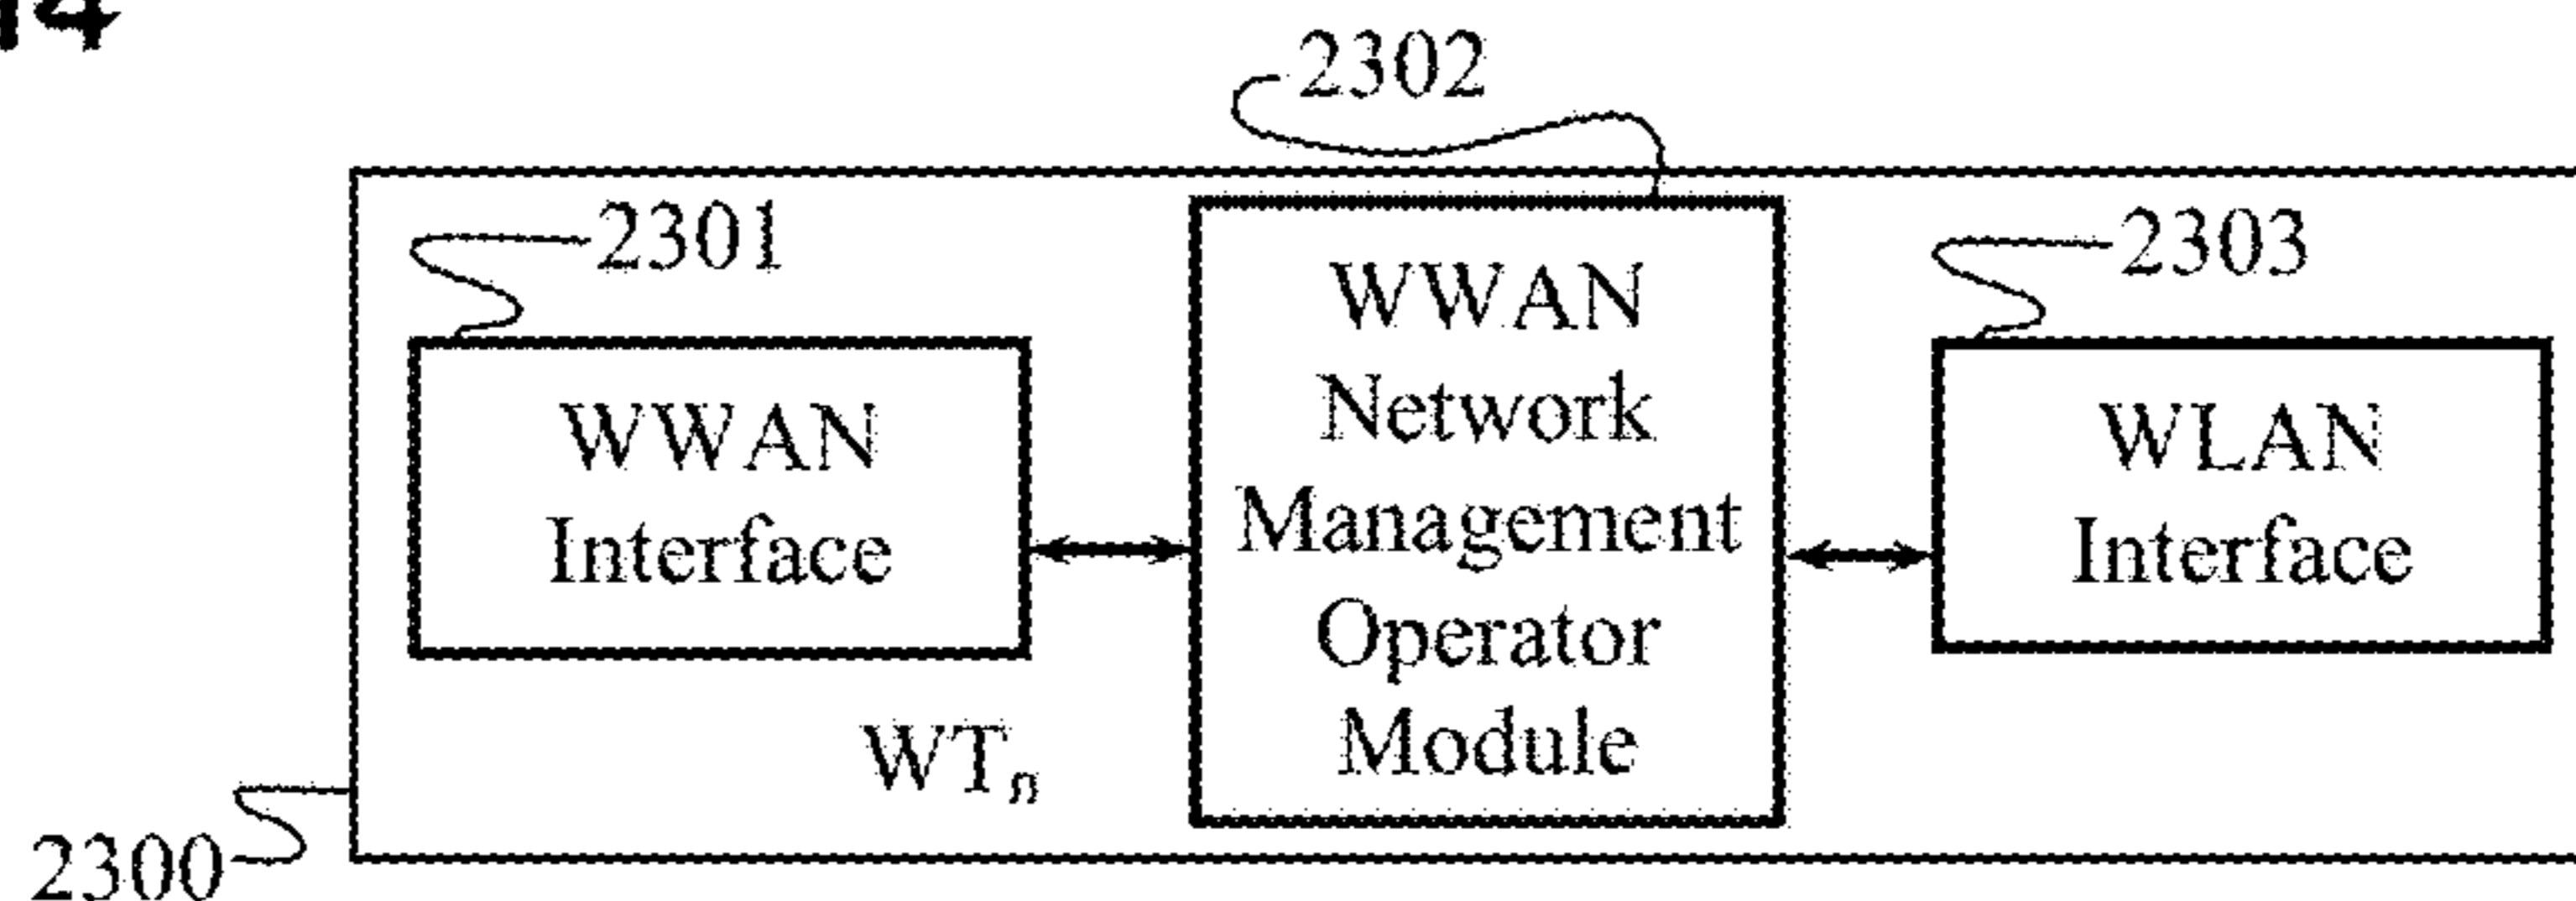 14
2302
2301
2303
WWAN
Interface
WWAN
Network
Management
Operator
Module
WLAN
Interface
WTn
2300